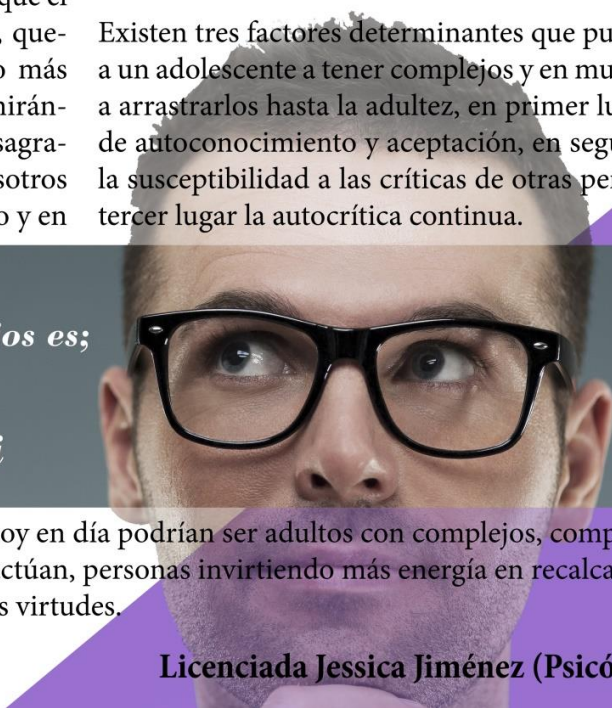 que el
, que-
o más
mirán-
sagra-
sotros
o y en
Existen tres factores determinantes que pu
a un adolescente a tener complejos y en mu
a arrastrarlos hasta la adultez, en primer lu
de autoconocimiento y aceptación, en segu
la susceptibilidad a las críticas de otras per
tercer lugar la autocrítica continua.
os es;
i
oy en día podrían ser adultos con complejos, comp
ctúan, personas invirtiendo más energía en recalca
s virtudes.
Licenciada Jessica Jiménez (Psicó